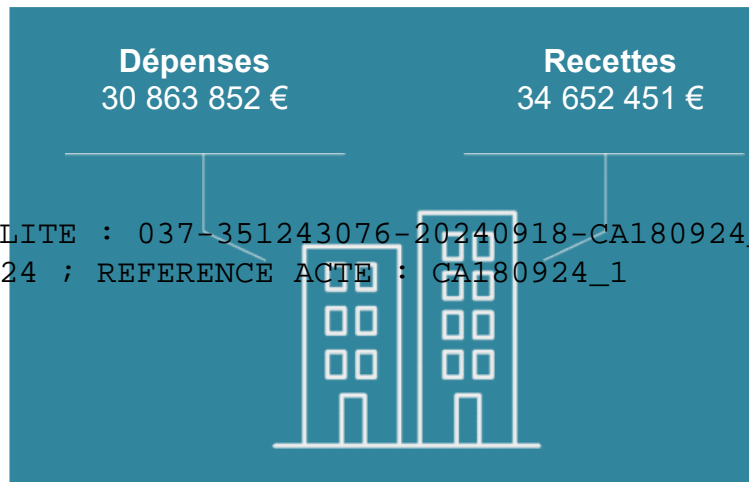 Dépenses
30 863 852 €
Recettes
34 652 451 €
LITE : 037-351243076-20240918-CA180924_
24 ; REFERENCE ACTE : CA180924_1